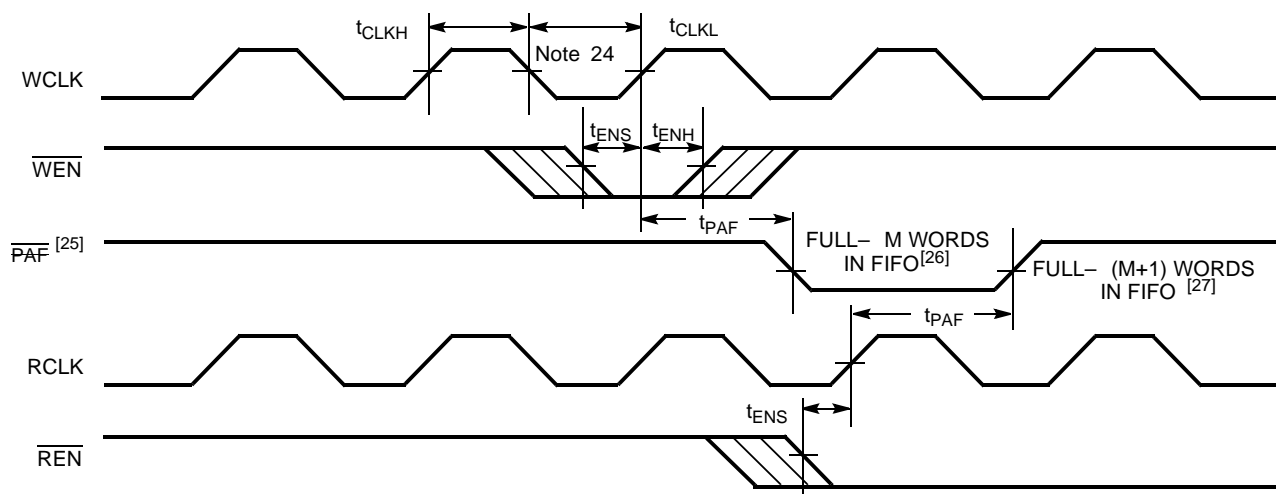 tCLKH
tCLKL
Note 24
WCLK
tENS
tENH
WEN
tPAF
PAF [25]
FULL– M WORDS
IN FIFO[26]
FULL– (M+1) WORDS
IN FIFO [27]
tPAF
RCLK
tENS
REN